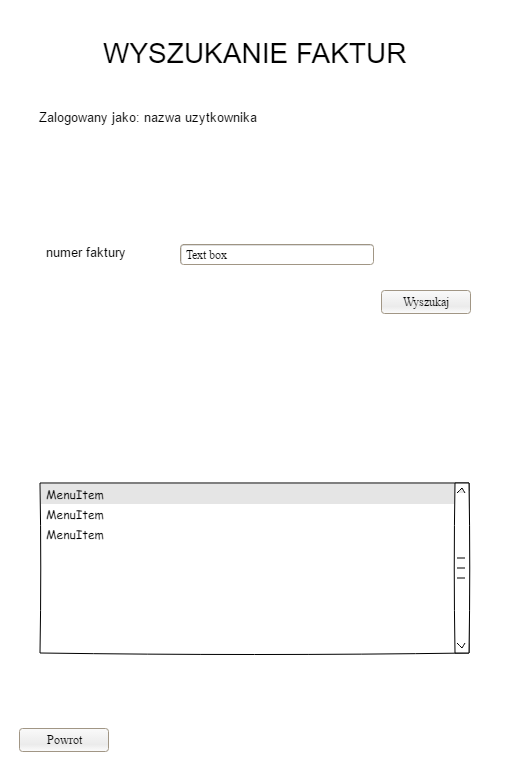 WYSZUKANIE FAKTUR
Zalogowany jako: nazwa uzytkownika
numer faktury
Text box
Wyszukaj
MenuItem
MenuItem
MenuItem
Powrot